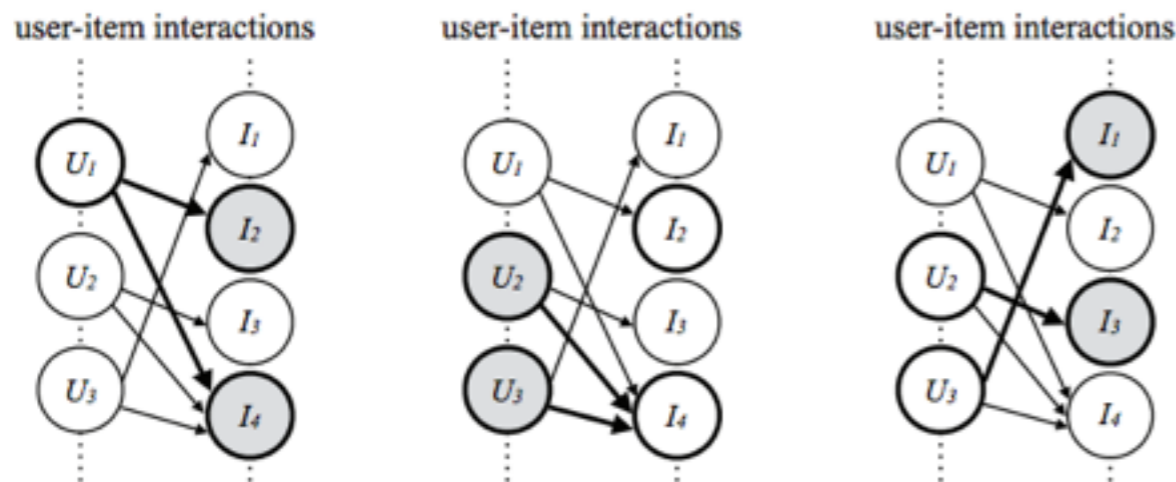 user-item interactions
U1
U2
U3
I1
I2
I3
I4
user-item interactions
U1
U2
U3
I1
I2
I3
I4
user-item interactions
U1
U2
U3
I1
I2
I3
I4